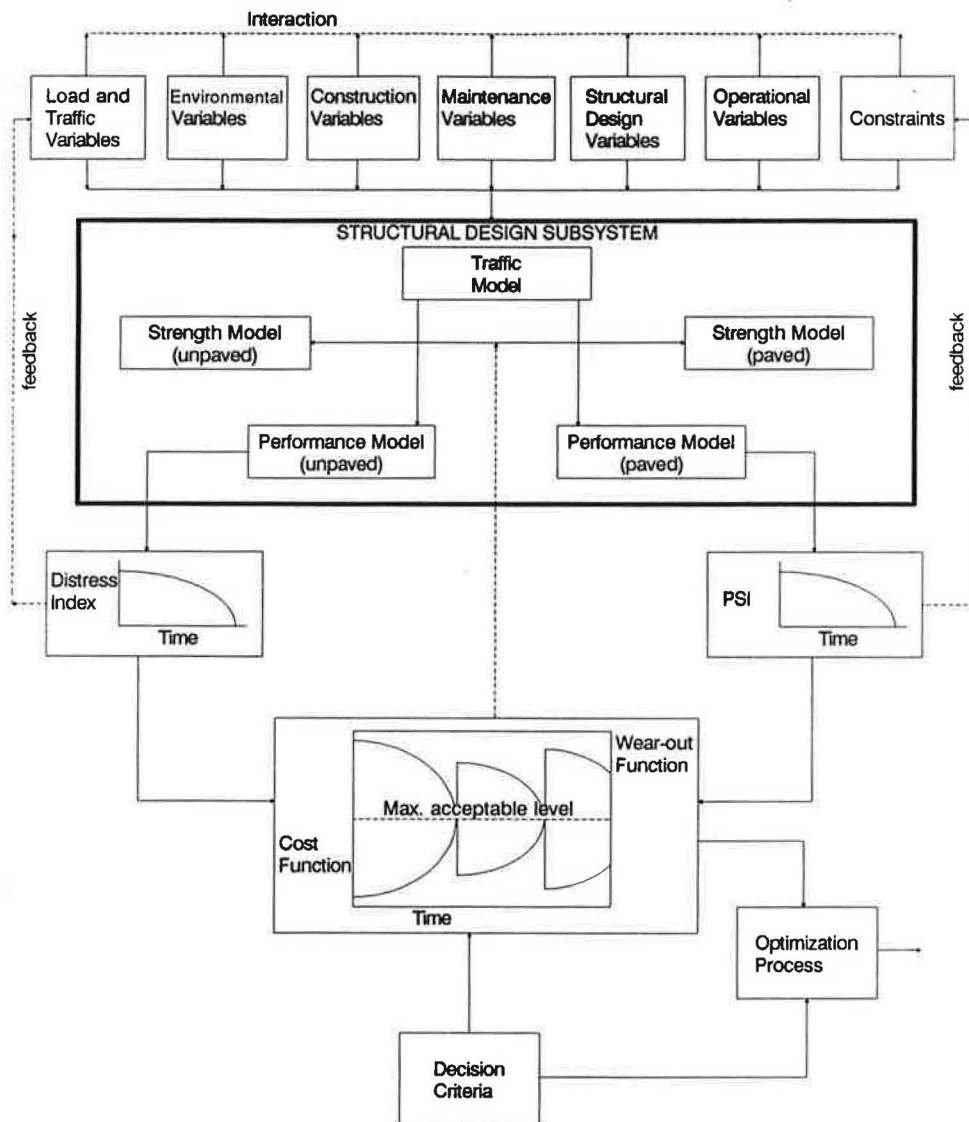 Interaction
Load and
Traffic
Variables
Environmental
Variables
Construction
Variables
Maintenance
Variables
Structural
Design
Variables
Operational
Variables
Constraints
feedback
feedback
STRUCTURAL DESIGN SUBSYSTEM
Traffic
Model
Strength Model
(unpaved)
Strength Model
(paved)
Performance Model
(unpaved)
Performance Model
(paved)
Distress
Index
Time
PSI
Time
Wear-out
Function
Max. acceptable level
Cost
Function
Time
Optimization
Process
Decision
Criteria